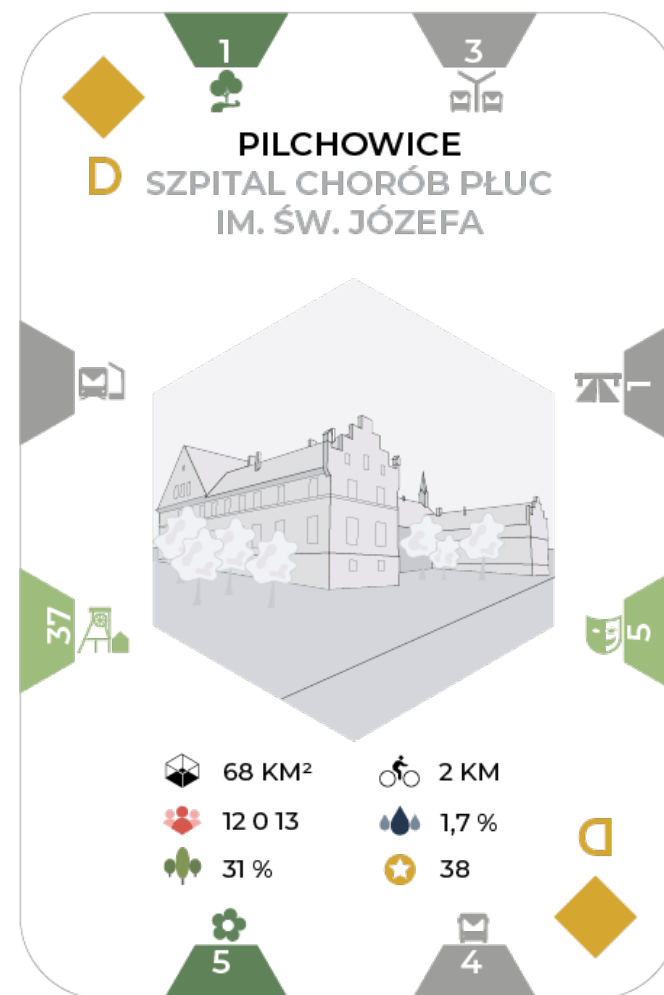 1 3
D
PILCHOWICE
SZPITAL CHORÓB PŁUC
IM. ŚW. JÓZEFA
1
37
5
68 KM² 2 KM
12 0 13 1,7 %
31 % 38
D
5 4